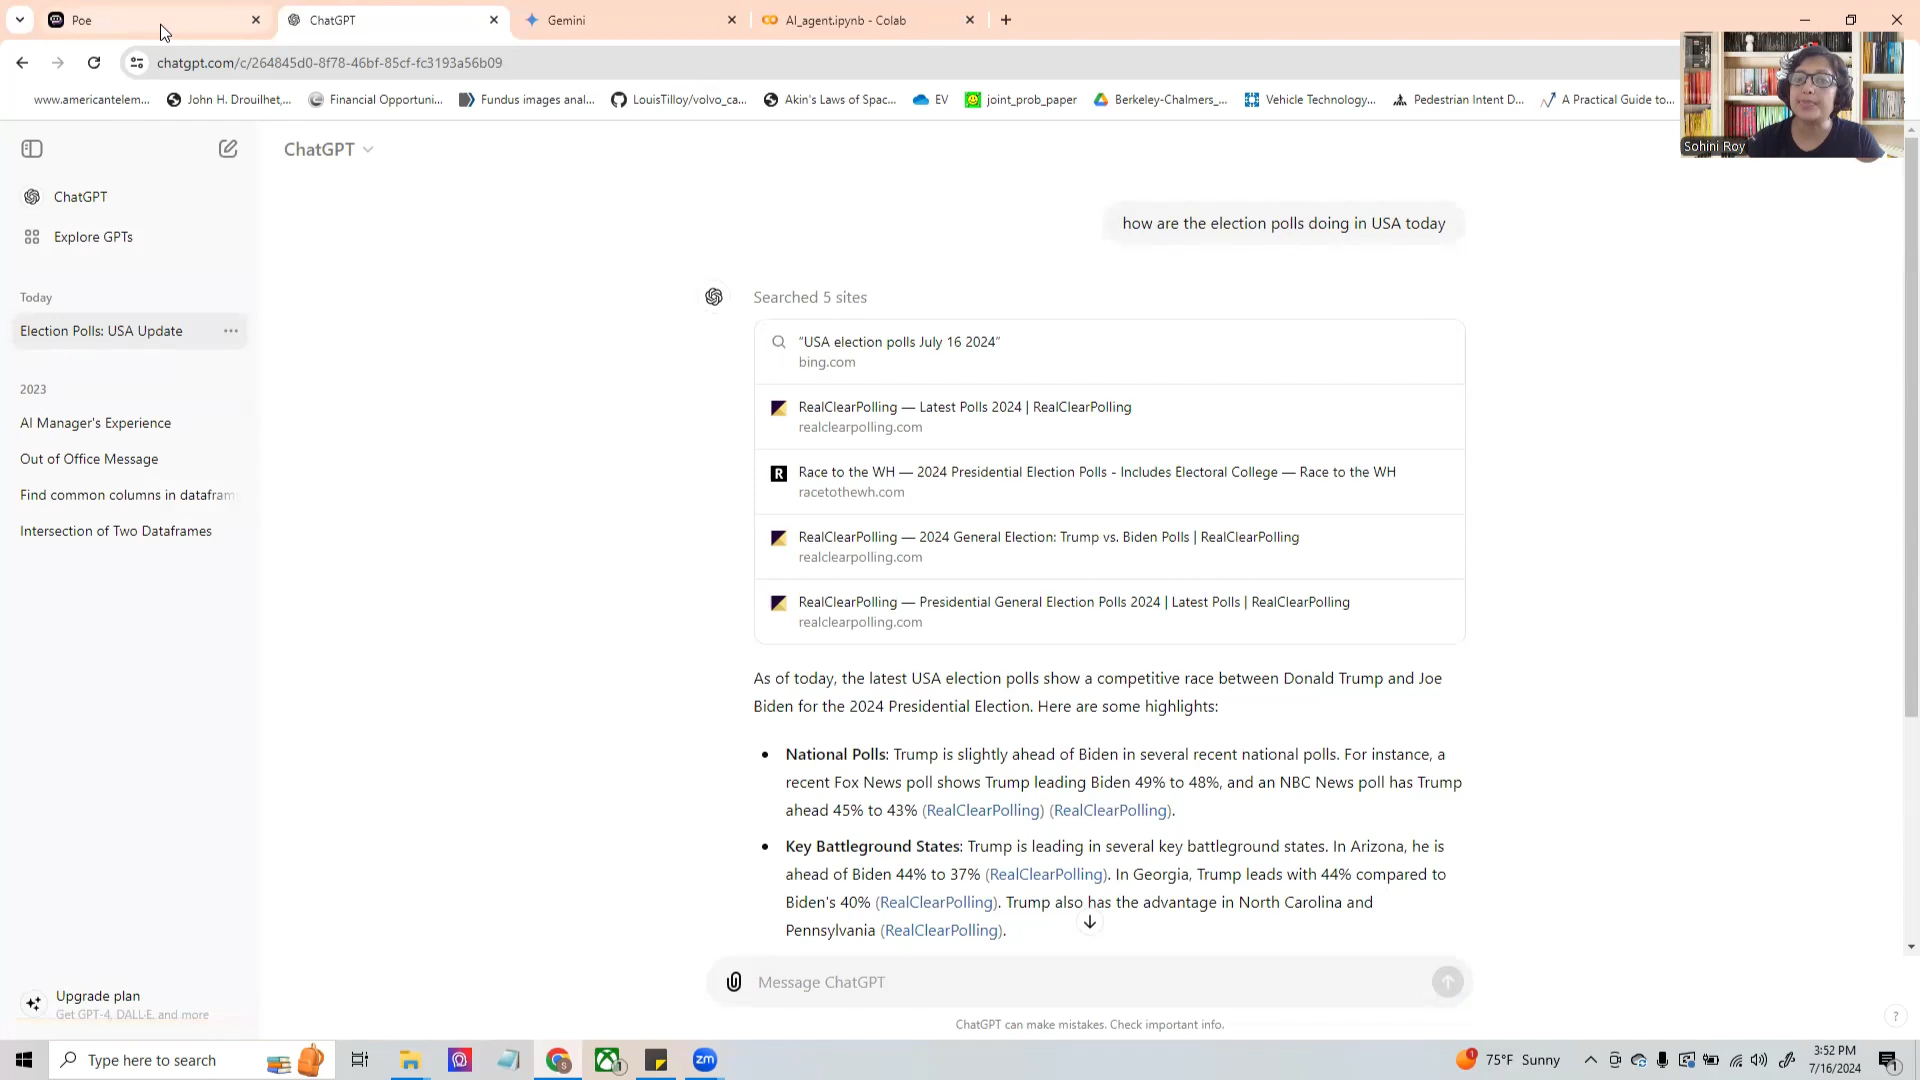 Poe
ChatGPT
Gemini
AI_agent.ipynb - Colab
chatgpt.com/c/264845d0-8f78-46bf-85cf-fc3193a56b09
www.americantelem...
John H. Drouilhet,...
Financial Opportuni...
Fundus images anal...
LouisTilloy/volvo_ca...
Akin's Laws of Spac...
EV
joint_prob_paper
Berkeley-Chalmers_...
Vehicle Technology...
Pedestrian Intent D...
A Practical Guide to...
Sohini Roy
ChatGPT
ChatGPT
Explore GPTs
Today
Election Polls: USA Update
2023
AI Manager's Experience
Out of Office Message
Find common columns in datafram
Intersection of Two Dataframes
Upgrade plan
Get GPT-4, DALL·E, and more
how are the election polls doing in USA today
Searched 5 sites
"USA election polls July 16 2024"
bing.com
RealClearPolling — Latest Polls 2024 | RealClearPolling
realclearpolling.com
R
Race to the WH — 2024 Presidential Election Polls - Includes Electoral College — Race to the WH
racetothewh.com
RealClearPolling — 2024 General Election: Trump vs. Biden Polls | RealClearPolling
realclearpolling.com
RealClearPolling — Presidential General Election Polls 2024 | Latest Polls | RealClearPolling
realclearpolling.com
As of today, the latest USA election polls show a competitive race between Donald Trump and Joe
Biden for the 2024 Presidential Election. Here are some highlights:
• National Polls: Trump is slightly ahead of Biden in several recent national polls. For instance, a
recent Fox News poll shows Trump leading Biden 49% to 48%, and an NBC News poll has Trump
ahead 45% to 43% (RealClearPolling) (RealClearPolling).
• Key Battleground States: Trump is leading in several key battleground states. In Arizona, he is
ahead of Biden 44% to 37% (RealClearPolling). In Georgia, Trump leads with 44% compared to
Biden's 40% (RealClearPolling). Trump also has the advantage in North Carolina and
Pennsylvania (RealClearPolling).
Message ChatGPT
ChatGPT can make mistakes. Check important info.
?
Type here to search
S
1
zm
1
75°F Sunny
3:52 PM
7/16/2024
1